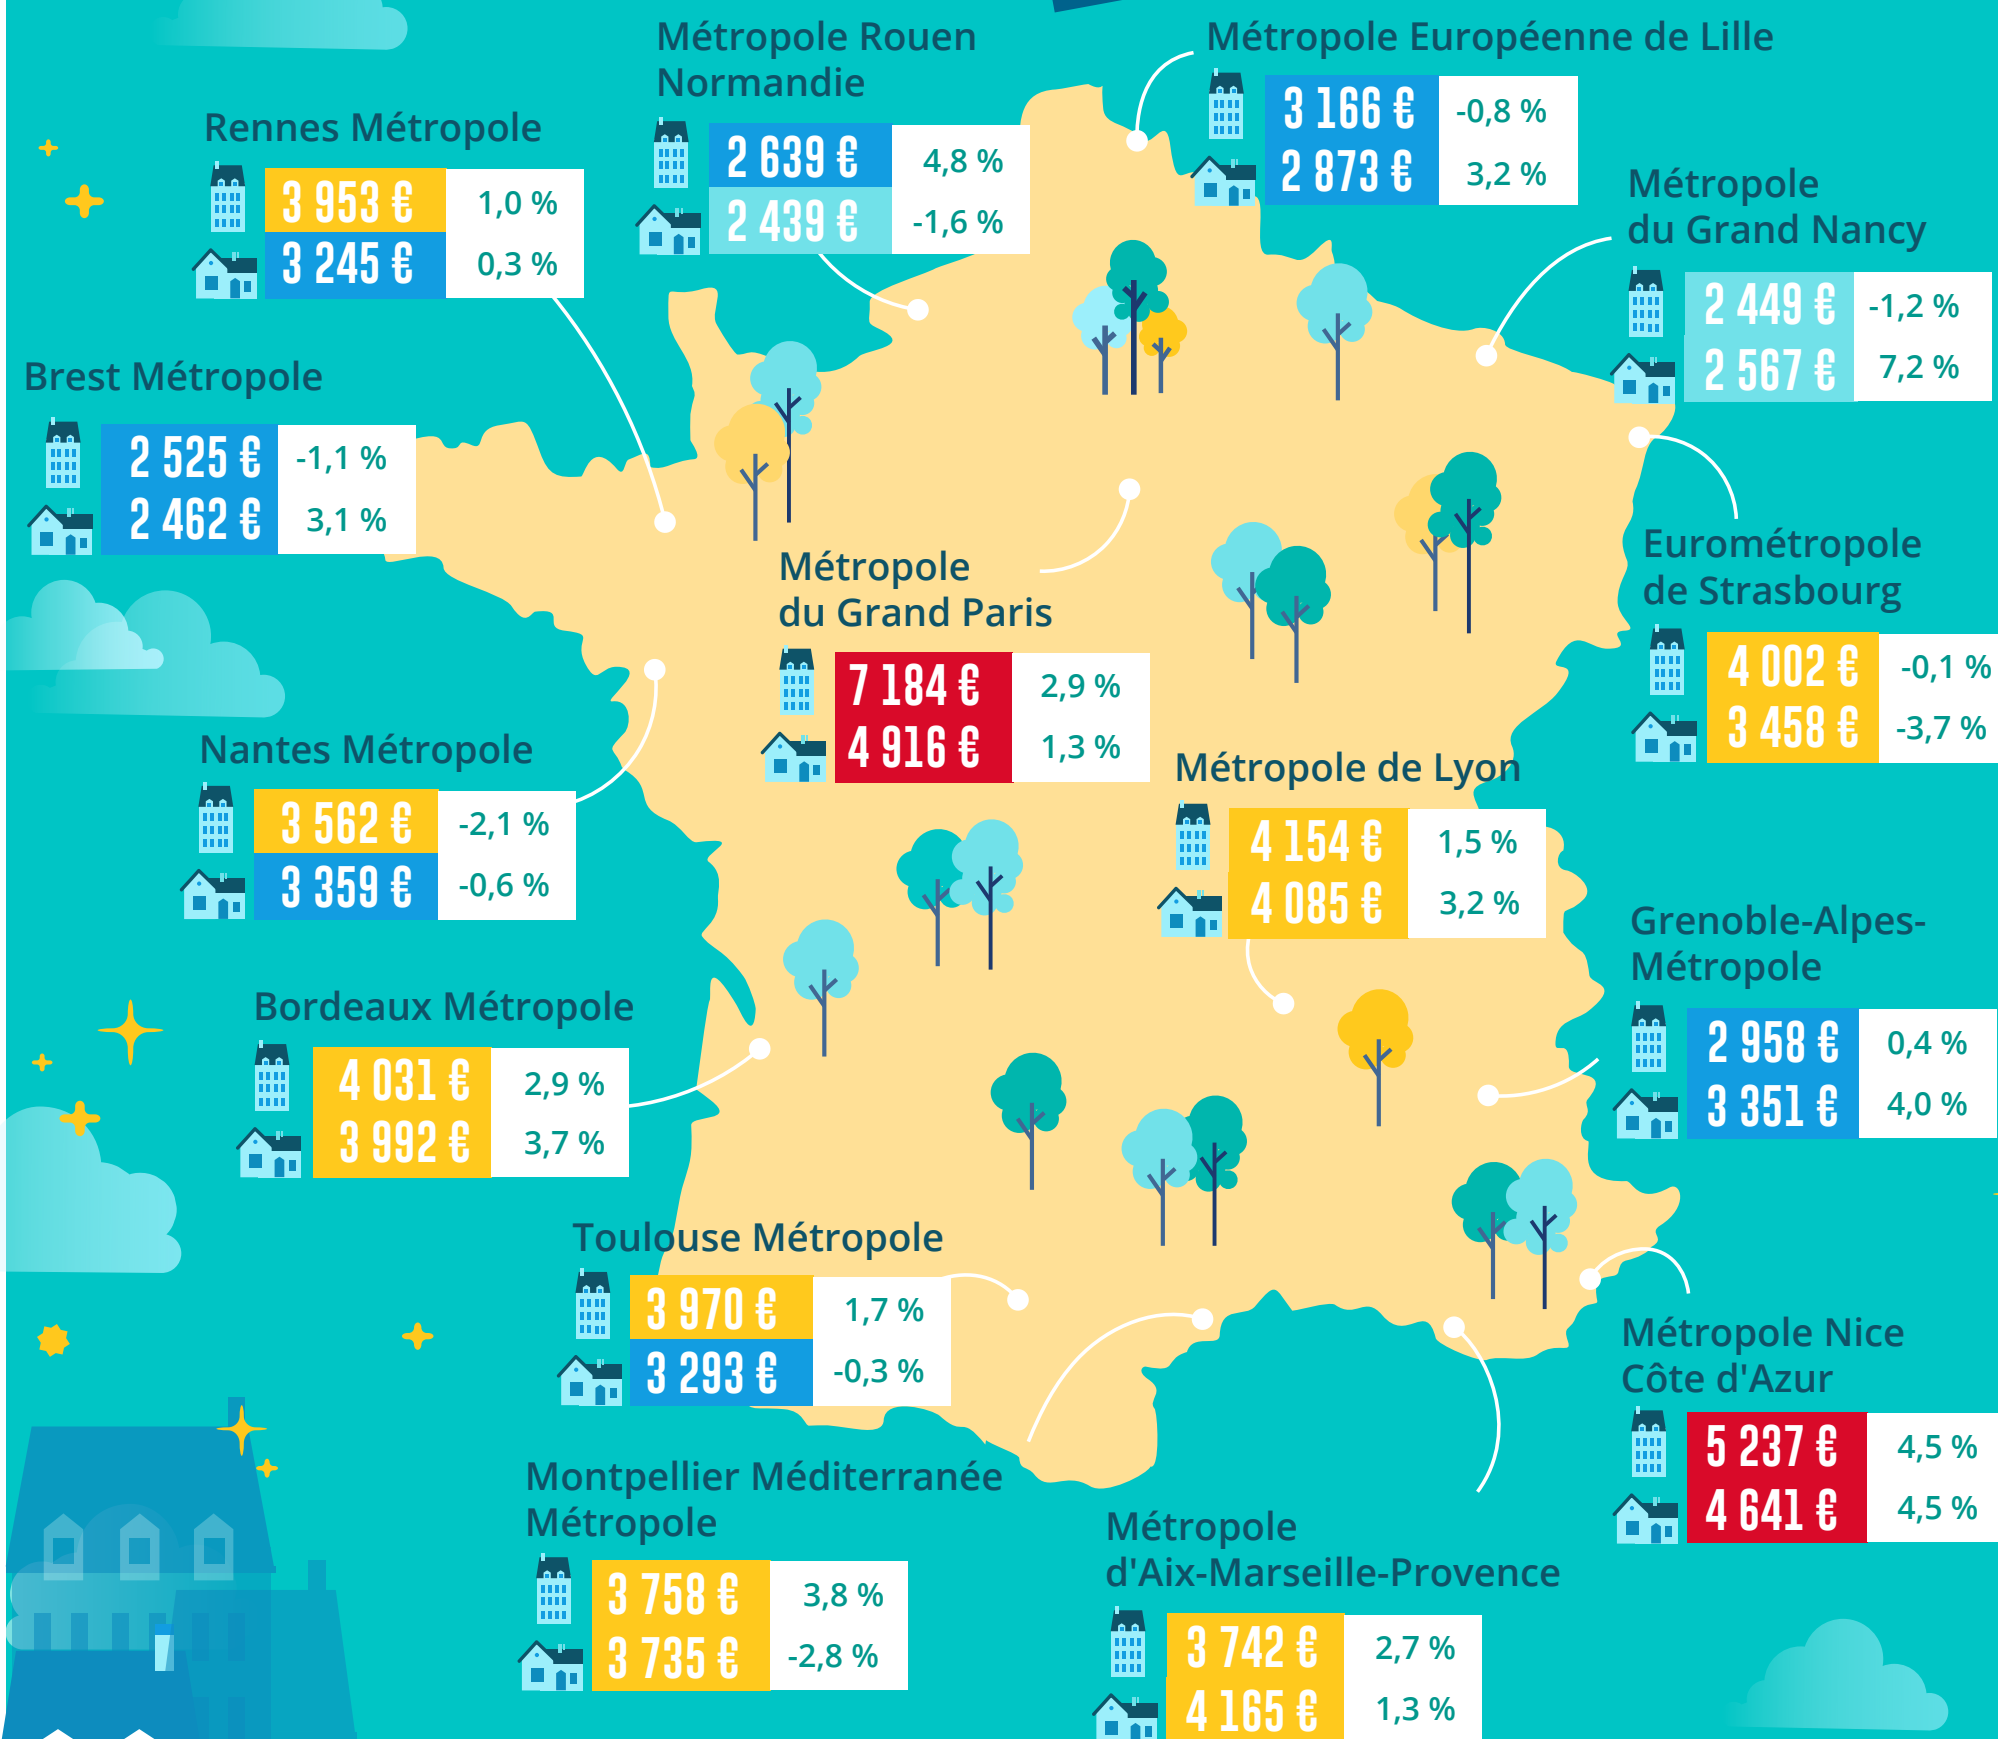 Métropole Rouen
Normandie
2 639 €
4,8 %
2 439 €
-1,6 %
Métropole Européenne de Lille
3 166 €
-0,8 %
2 873 €
3,2 %
Rennes Métropole
3 953 €
1,0 %
3 245 €
0,3 %
Métropole
du Grand Nancy
2 449 €
-1,2 %
2 567 €
7,2 %
Brest Métropole
2 525 €
-1,1 %
2 462 €
3,1 %
Métropole
du Grand Paris
7 184 €
2,9 %
4 916 €
1,3 %
Eurométropole
de Strasbourg
4 002 €
-0,1 %
3 458 €
-3,7 %
Nantes Métropole
3 562 €
-2,1 %
3 359 €
-0,6 %
Métropole de Lyon
4 154 €
1,5 %
4 085 €
3,2 %
Grenoble-Alpes-
Métropole
2 958 €
0,4 %
3 351 €
4,0 %
Bordeaux Métropole
4 031 €
2,9 %
3 992 €
3,7 %
Toulouse Métropole
3 970 €
1,7 %
3 293 €
-0,3 %
Métropole Nice
Côte d'Azur
5 237 €
4,5 %
4 641 €
4,5 %
Montpellier Méditerranée
Métropole
3 758 €
3,8 %
3 735 €
-2,8 %
Métropole
d'Aix-Marseille-Provence
3 742 €
2,7 %
4 165 €
1,3 %